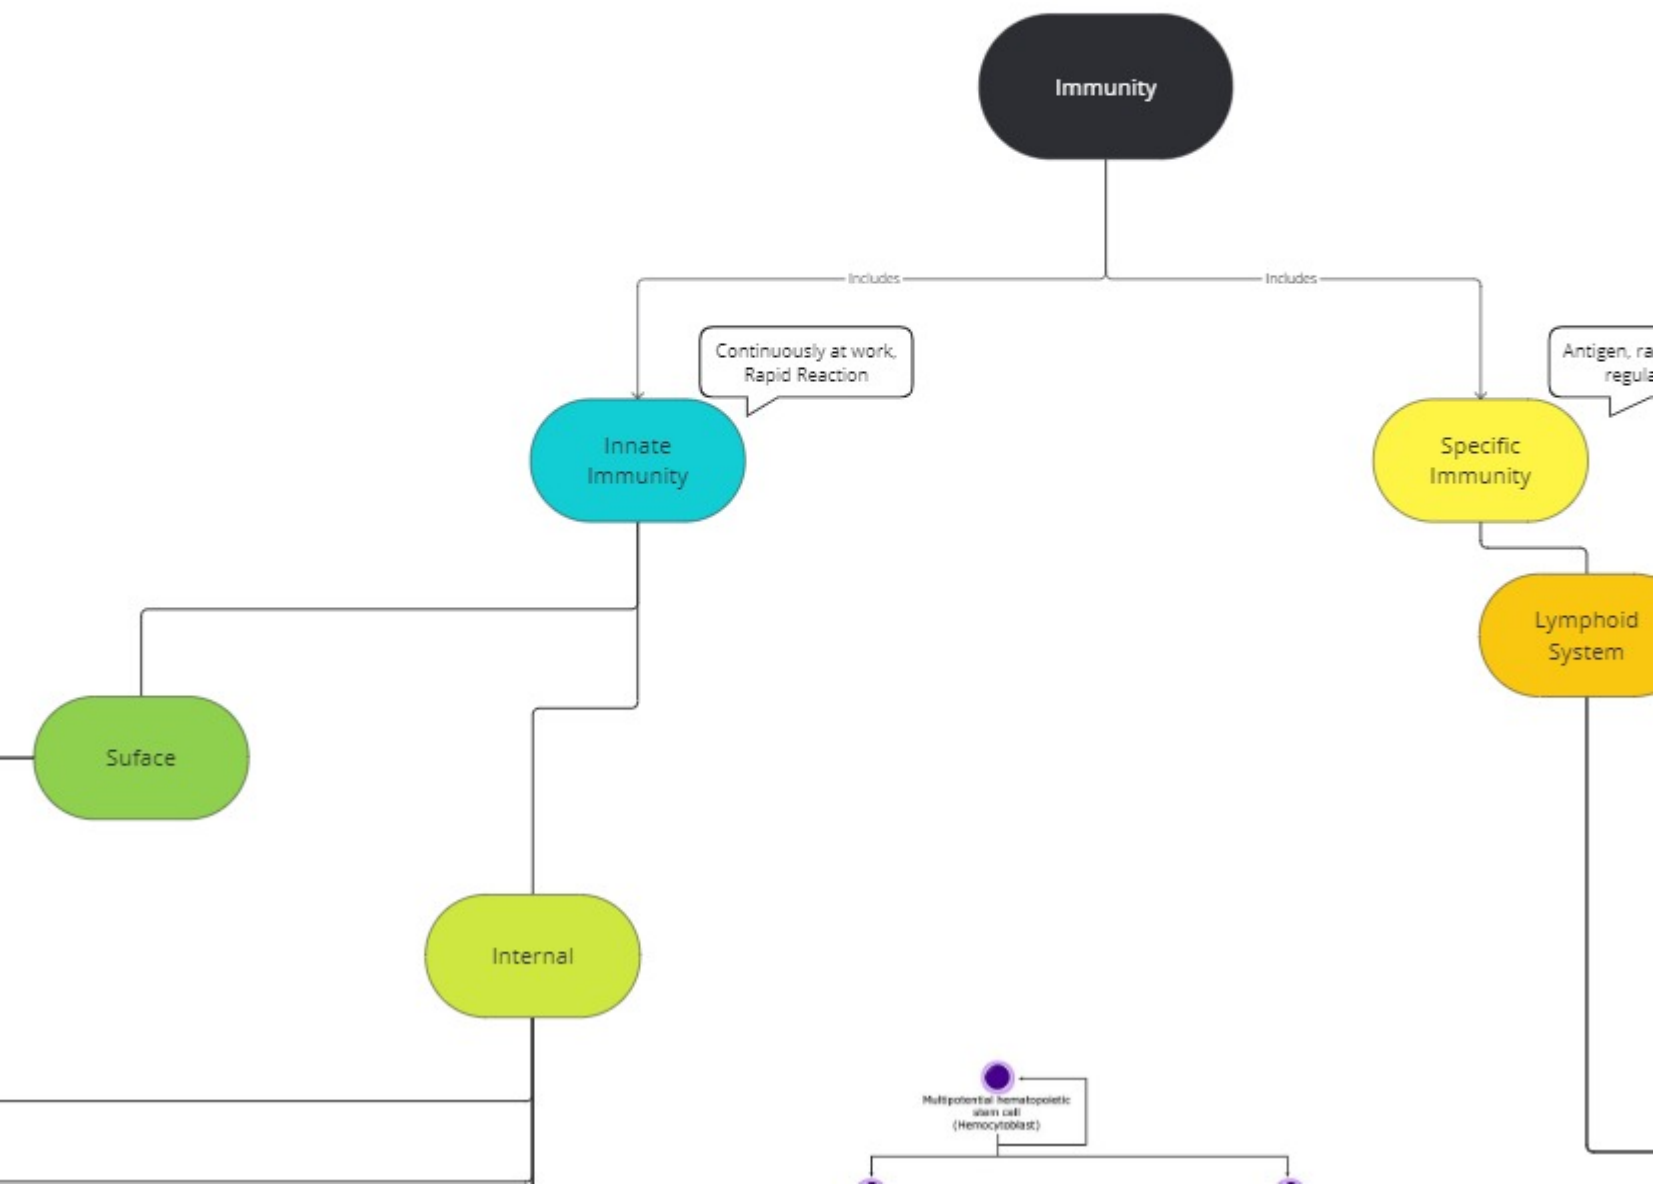 Immunity
Includes
Includes
Continuously at work,
Rapid Reaction
Antigen,
Innate
Immunity
Specific
Immunity
Lymphoid
System
Suface
Internal
Multipotential hematopoietic
stem cell
(Hemocytoblast)